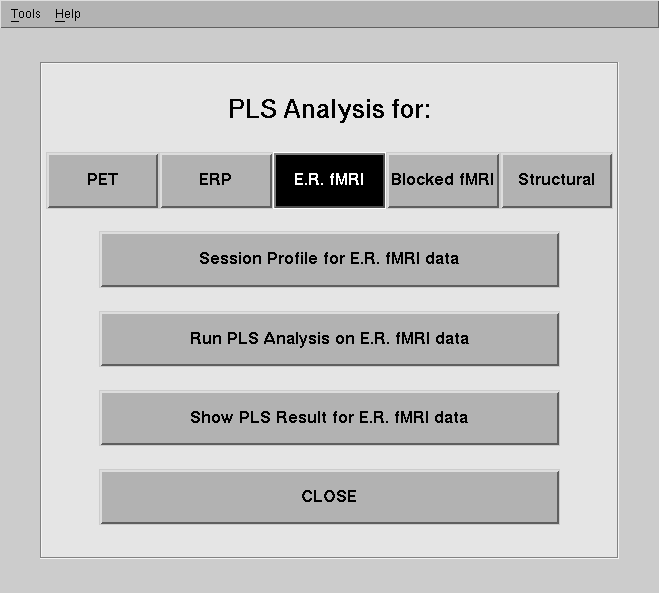 Tools Help
PLS Analysis for:
PET ERP E.R. fMRI Blocked fMRI Structural
Session Profile for E.R. fMRI data
Run PLS Analysis on E.R. fMRI data
Show PLS Result for E.R. fMRI data
CLOSE